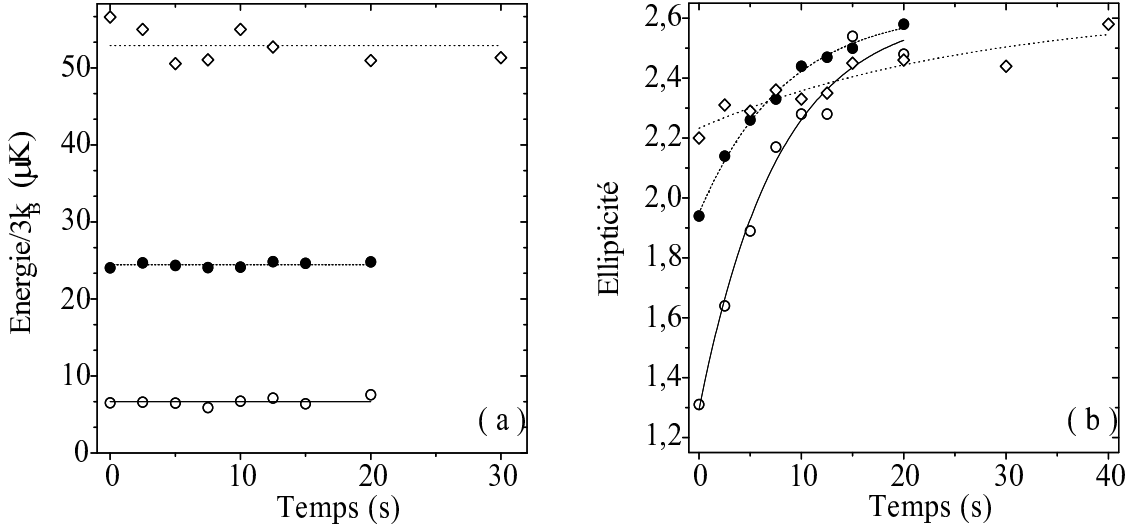 Energie/3k_B (µK)
50
40
30
20
10
0
0 10 20 30
Temps (s)
( a )
Ellipticité
2,6
2,4
2,2
2,0
1,8
1,6
1,4
1,2
0 10 20 30 40
Temps (s)
( b )